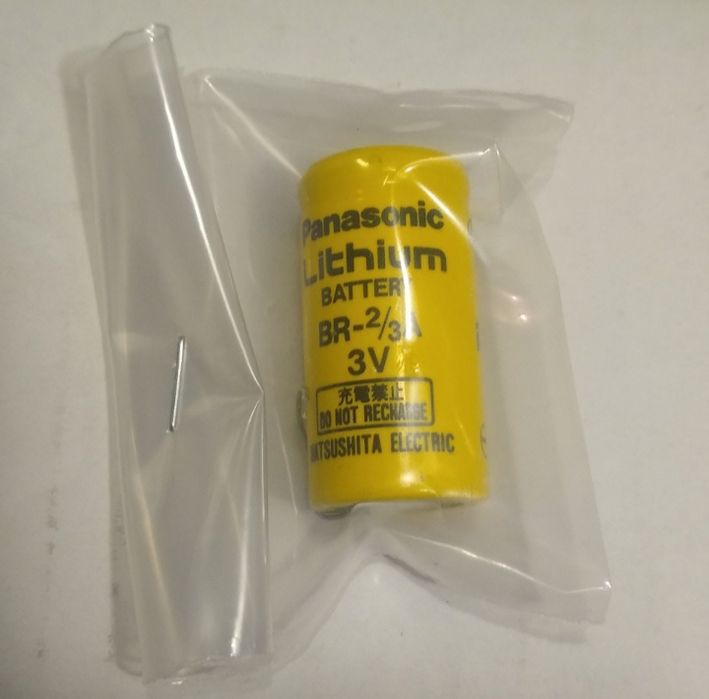 Panasonic
Lithium
BATTERY
BR-2/3A
3V
充電禁止
DO NOT RECHARGE
MATSUSHITA ELECTRIC